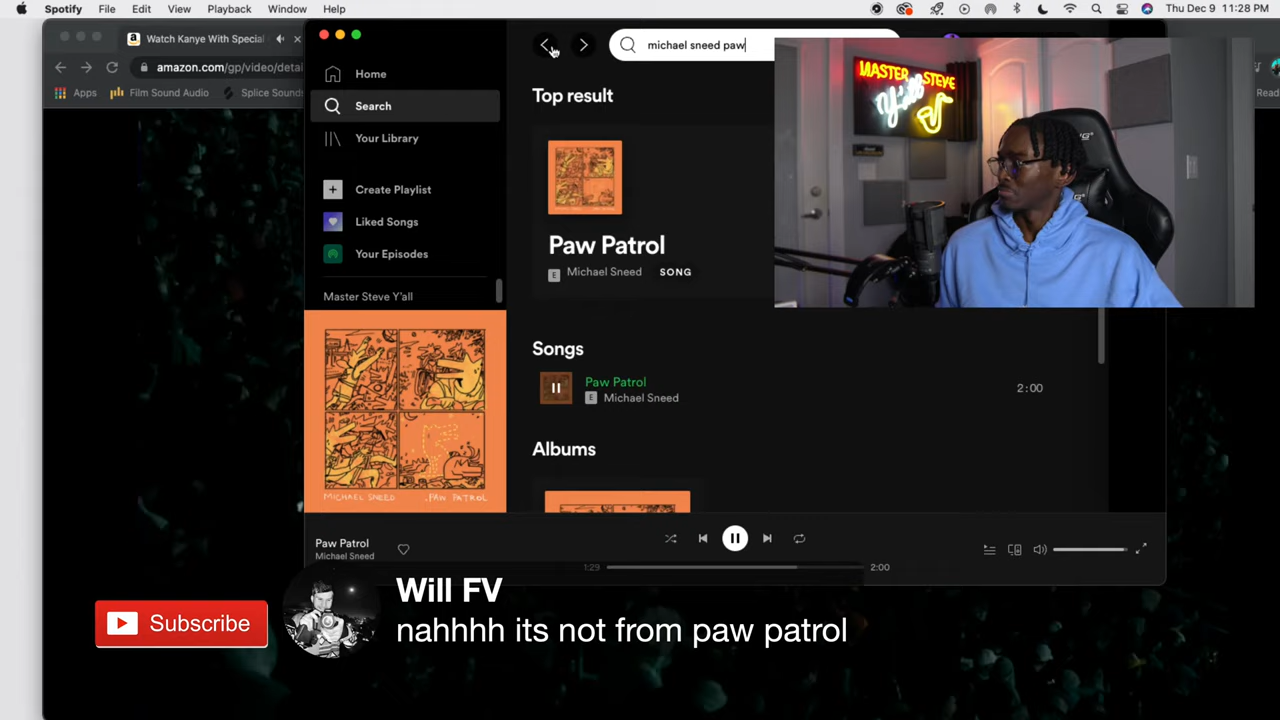 Spotify File Edit View Playback Window Help
Thu Dec 9 11:28 PM
Watch Kanye With Special
amazon.com/gp/video/detai
Apps Film Sound Audio Splice Sounds
Read
Home
Search
Your Library
Create Playlist
Liked Songs
Your Episodes
Master Steve Y'all
MICHAEL SNEED PAW PATROL
michael sneed paw
Top result
Paw Patrol
E Michael Sneed SONG
Songs
Paw Patrol
E Michael Sneed
2:00
Albums
MASTER STEVE
Y'all
Paw Patrol
Michael Sneed
1:29
2:00
Subscribe
Will FV
nahhhh its not from paw patrol